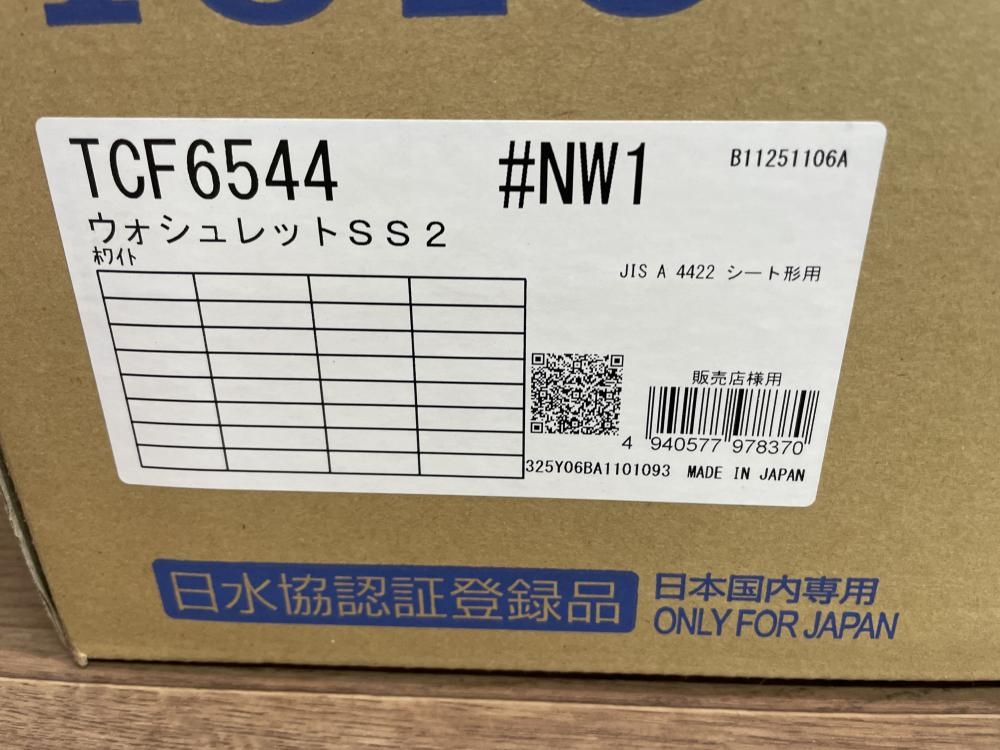 TOTO
TCF6544 #NW1 B11251106A
ウォシュレットSS2
ホワイト
JIS A 4422 シート形用
販売店様用
4 940577 978370
325Y06BA1101093 MADE IN JAPAN
日水協認証登録品
日本国内専用
ONLY FOR JAPAN